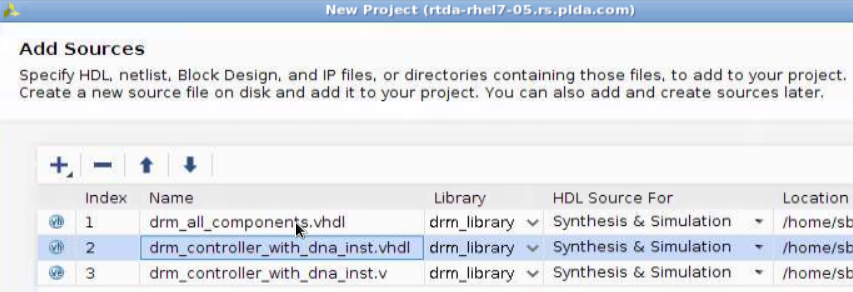 New Project (rtda-rhel7-05.rs.plda.com)
Add Sources
Specify HDL, netlist, Block Design, and IP files, or directories containing those files, to add to your project.
Create a new source file on disk and add it to your project. You can also add and create sources later.
Index Name Library HDL Source For Location
1 drm_all_components.vhdl drm_library Synthesis & Simulation /home/sb
2 drm_controller_with_dna_inst.vhdl drm_library Synthesis & Simulation /home/sb
3 drm_controller_with_dna_inst.v drm_library Synthesis & Simulation /home/sb